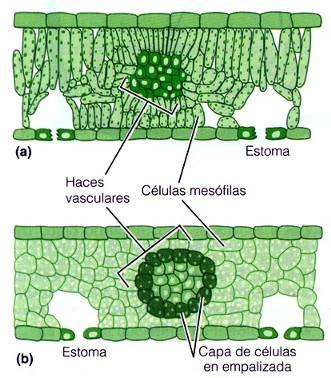 (a)
Estoma
Haces
vasculares
Células mesófilas
(b)
Estoma
Capa de células
en empalizada